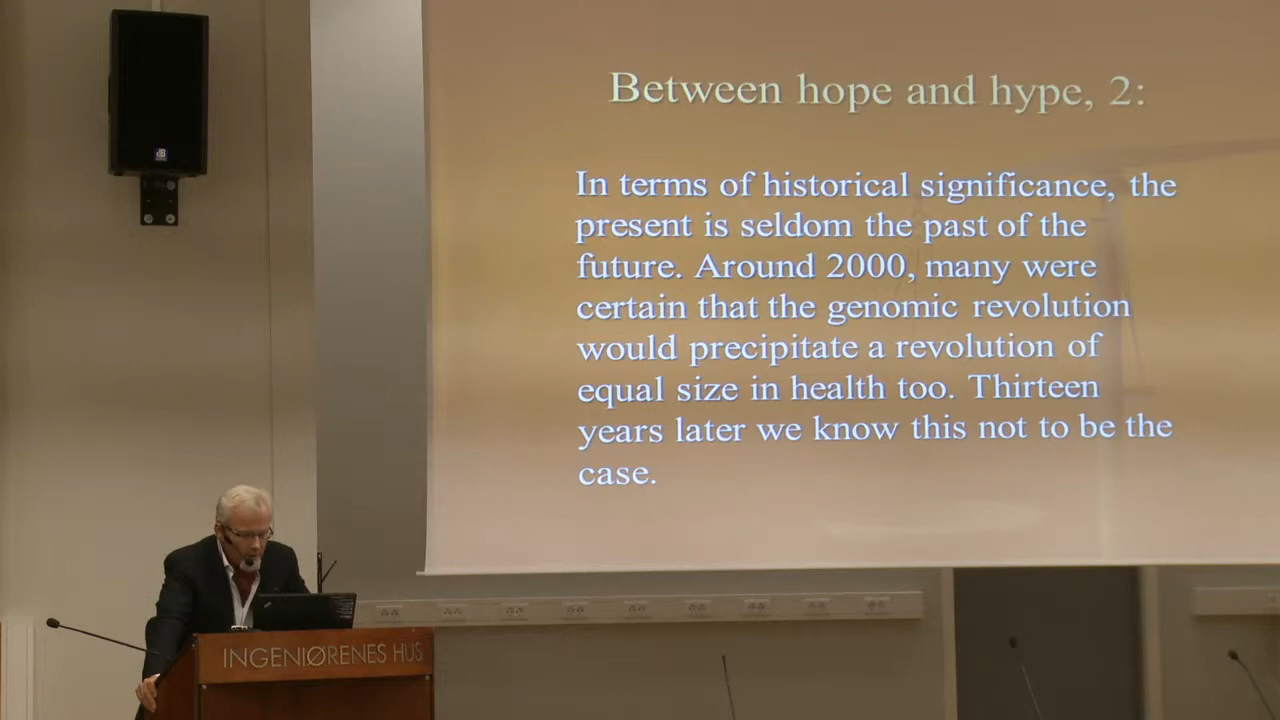 Between hope and hype, 2:
In terms of historical significance, the
present is seldom the past of the
future. Around 2000, many were
certain that the genomic revolution
would precipitate a revolution of
equal size in health too. Thirteen
years later we know this not to be the
case.
INGENIØRENES HUS